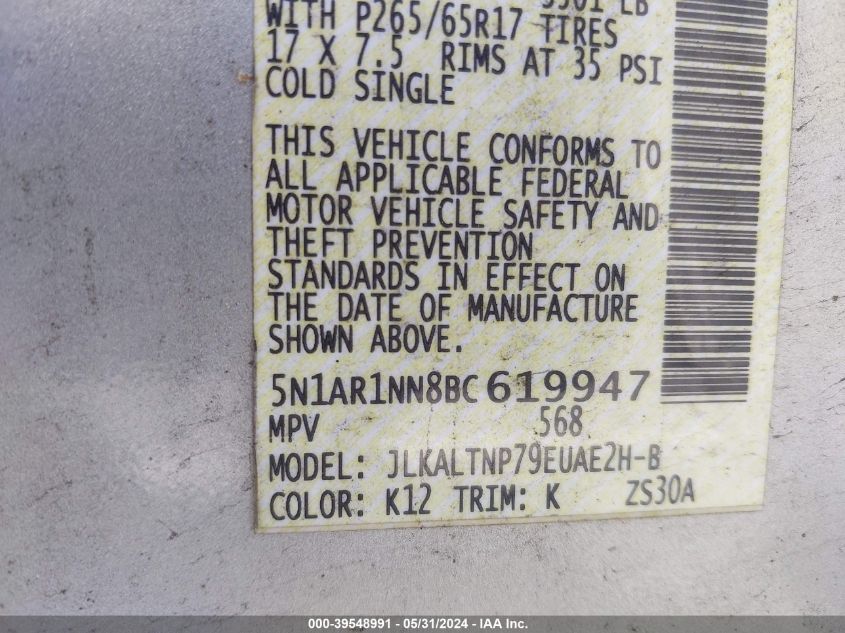 LB
WITH P265/65R17 TIRES
17 X 7.5 RIMS AT 35 PSI
COLD SINGLE
THIS VEHICLE CONFORMS TO
ALL APPLICABLE FEDERAL
MOTOR VEHICLE SAFETY AND
THEFT PREVENTION
STANDARDS IN EFFECT ON
THE DATE OF MANUFACTURE
SHOWN ABOVE.
5N1AR1NN8BC619947
MPV 568
MODEL: JLKALTNP79EUAE2H-B
COLOR: K12 TRIM: K ZS30A
000-39548991 - 05/31/2024 - IAA, Inc.